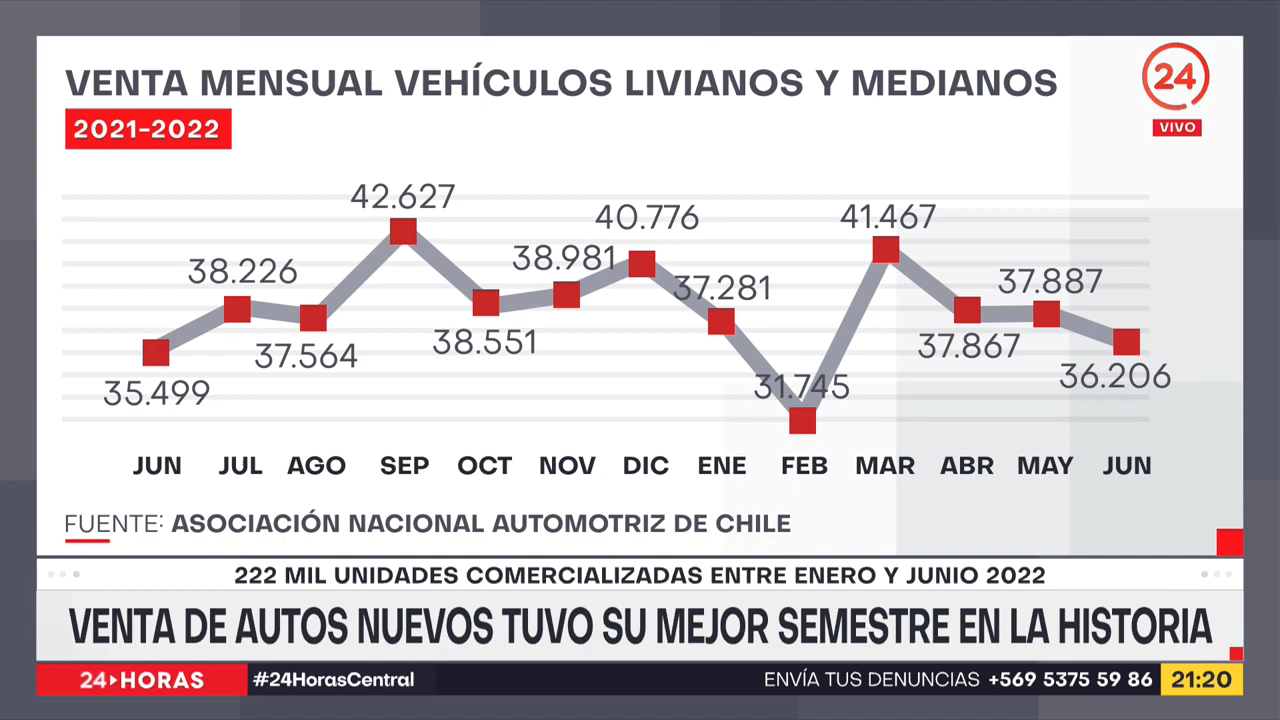 VENTA MENSUAL VEHÍCULOS LIVIANOS Y MEDIANOS
24
2021-2022
VIVO
42.627
40.776
41.467
38.226
38.981
37.281
37.887
37.564
38.551
31.745
37.867
36.206
35.499
JUN JUL AGO SEP OCT NOV DIC ENE FEB MAR ABR MAY JUN
FUENTE: ASOCIACIÓN NACIONAL AUTOMOTRIZ DE CHILE
222 MIL UNIDADES COMERCIALIZADAS ENTRE ENERO Y JUNIO 2022
VENTA DE AUTOS NUEVOS TUVO SU MEJOR SEMESTRE EN LA HISTORIA
24 HORAS #24HorasCentral ENVÍA TUS DENUNCIAS +569 5375 59 86 21:20